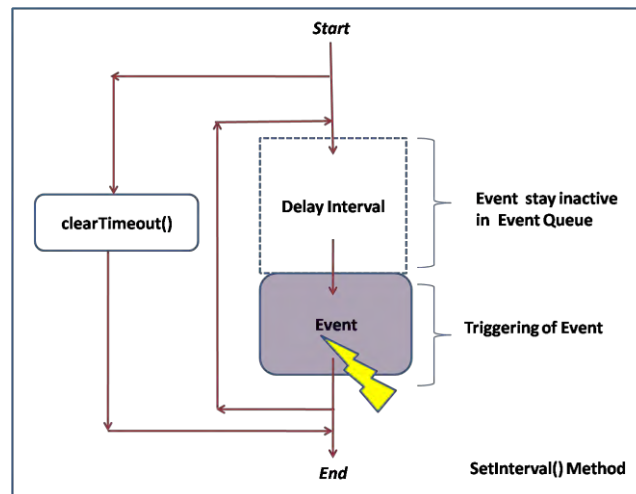 Start
Delay Interval
Event stay inactive
in Event Queue
clearTimeout()
Event
Triggering of Event
End
SetInterval() Method